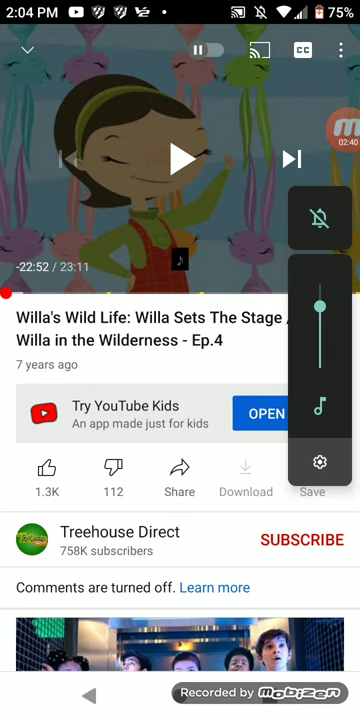 2:04 PM
75%
CC
02:40
-22:52 / 23:11
Willa's Wild Life: Willa Sets The Stage
Willa in the Wilderness - Ep.4
7 years ago
Try YouTube Kids
An app made just for kids
OPEN
1.3K
112
Share
Download
Save
Treehouse Direct
758K subscribers
SUBSCRIBE
Comments are turned off. Learn more
Recorded by mobizen